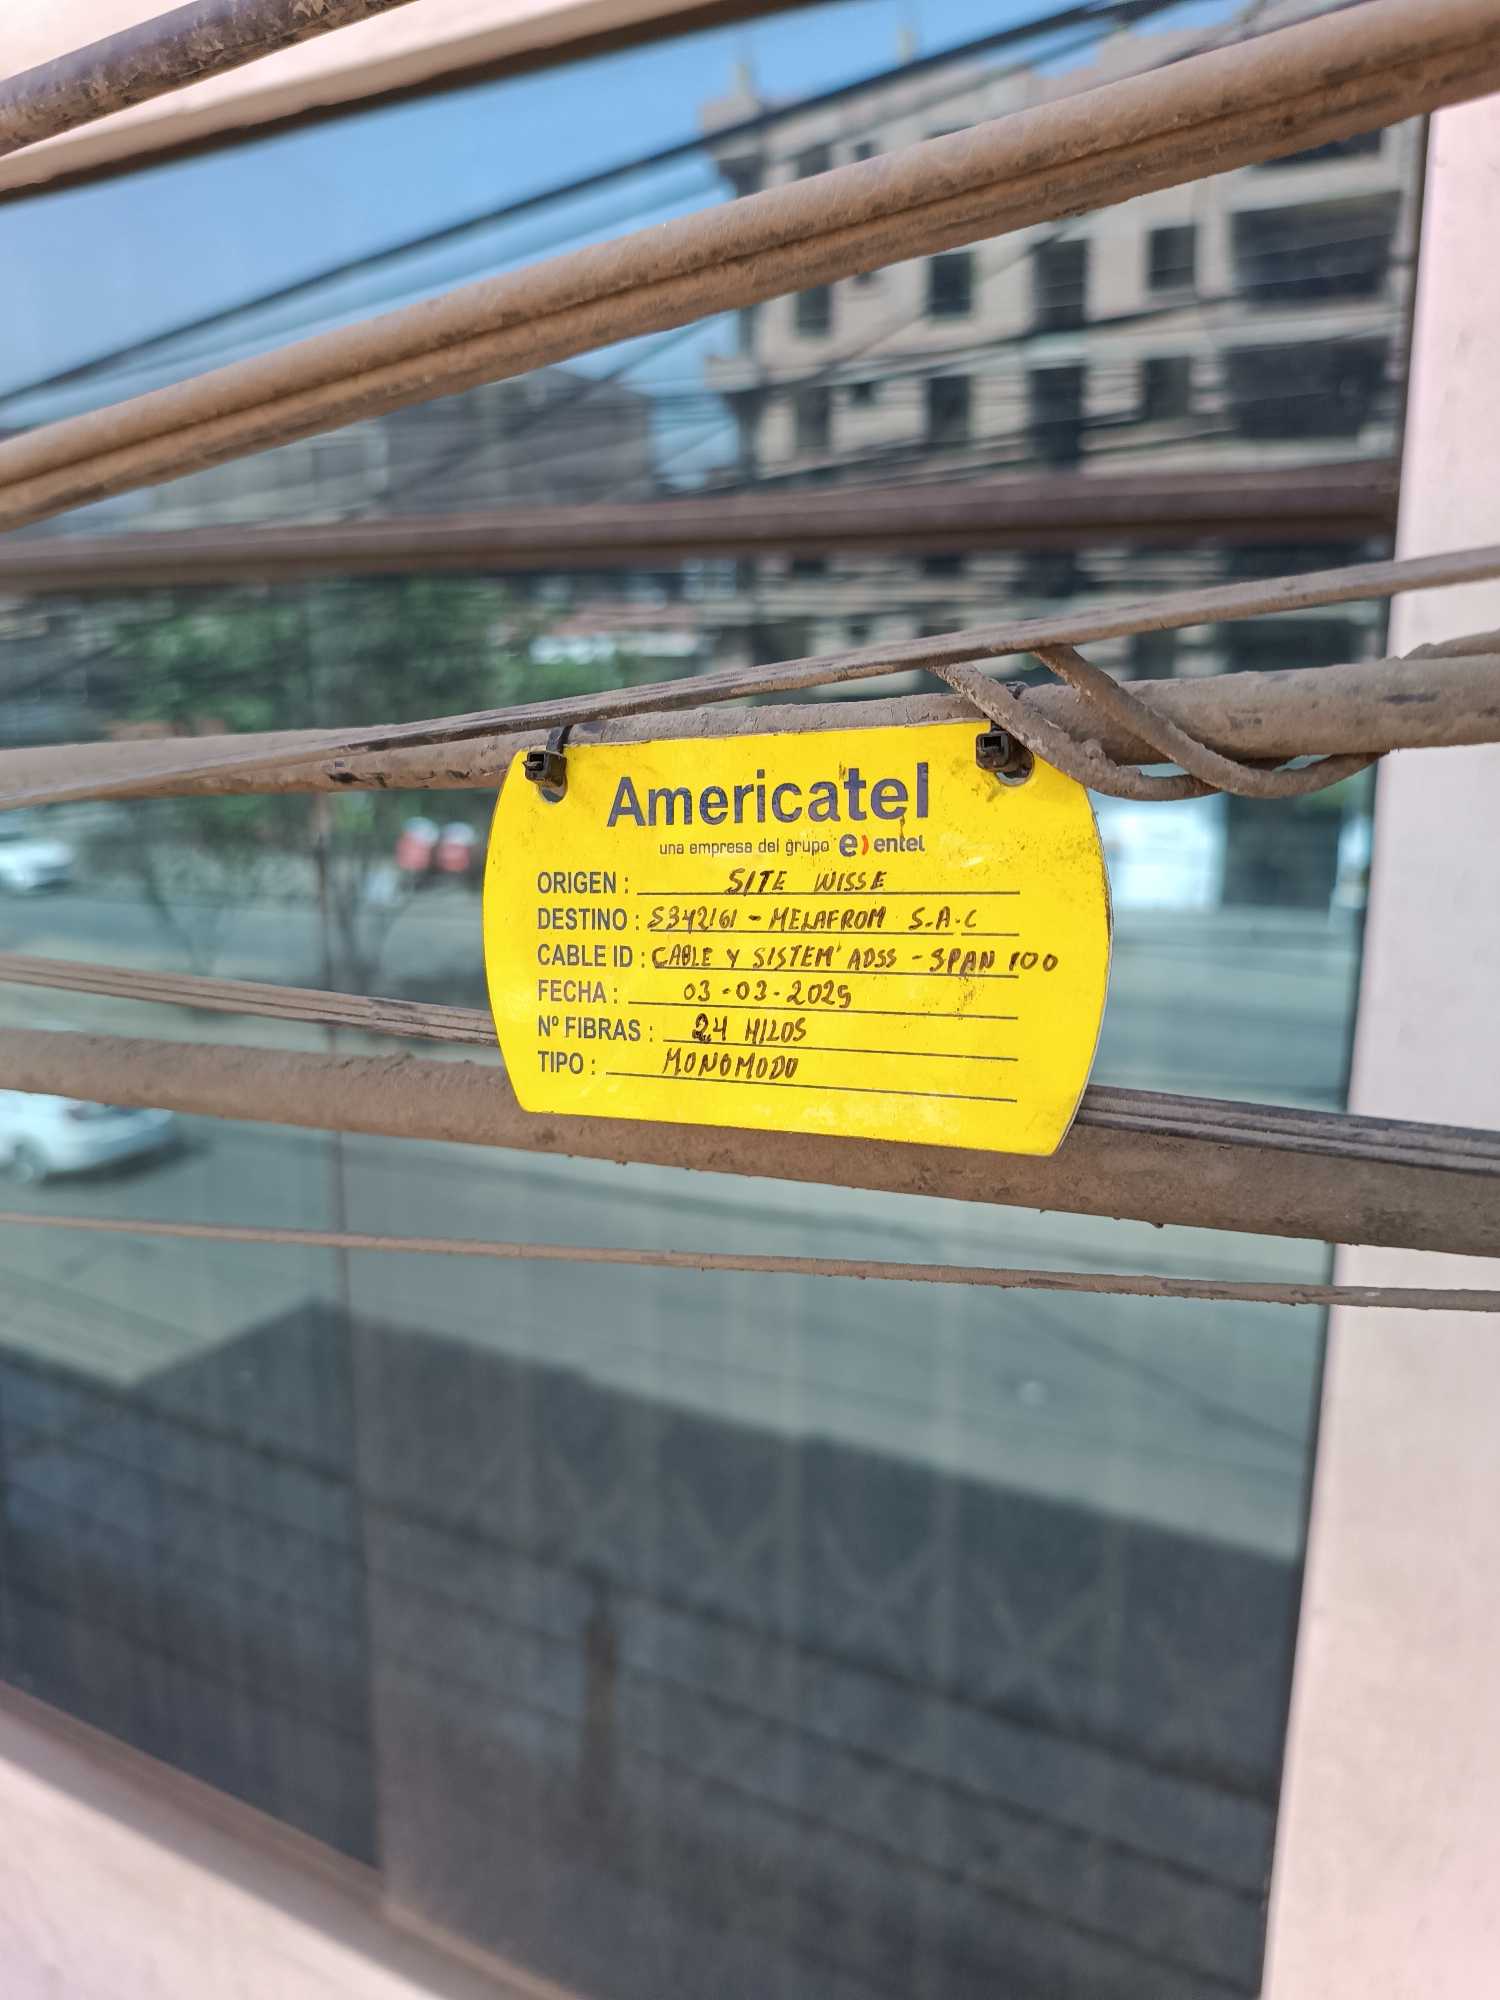 Americatel
una empresa del grupo e) entel
ORIGEN : SITE WISSE
DESTINO : S342161 - MELAFROM S.A.C
CABLE ID : CABLE Y SISTEM' ADSS - SPAN 100
FECHA : 03-03-2025
Nº FIBRAS : 24 HILOS
TIPO : MONOMODO